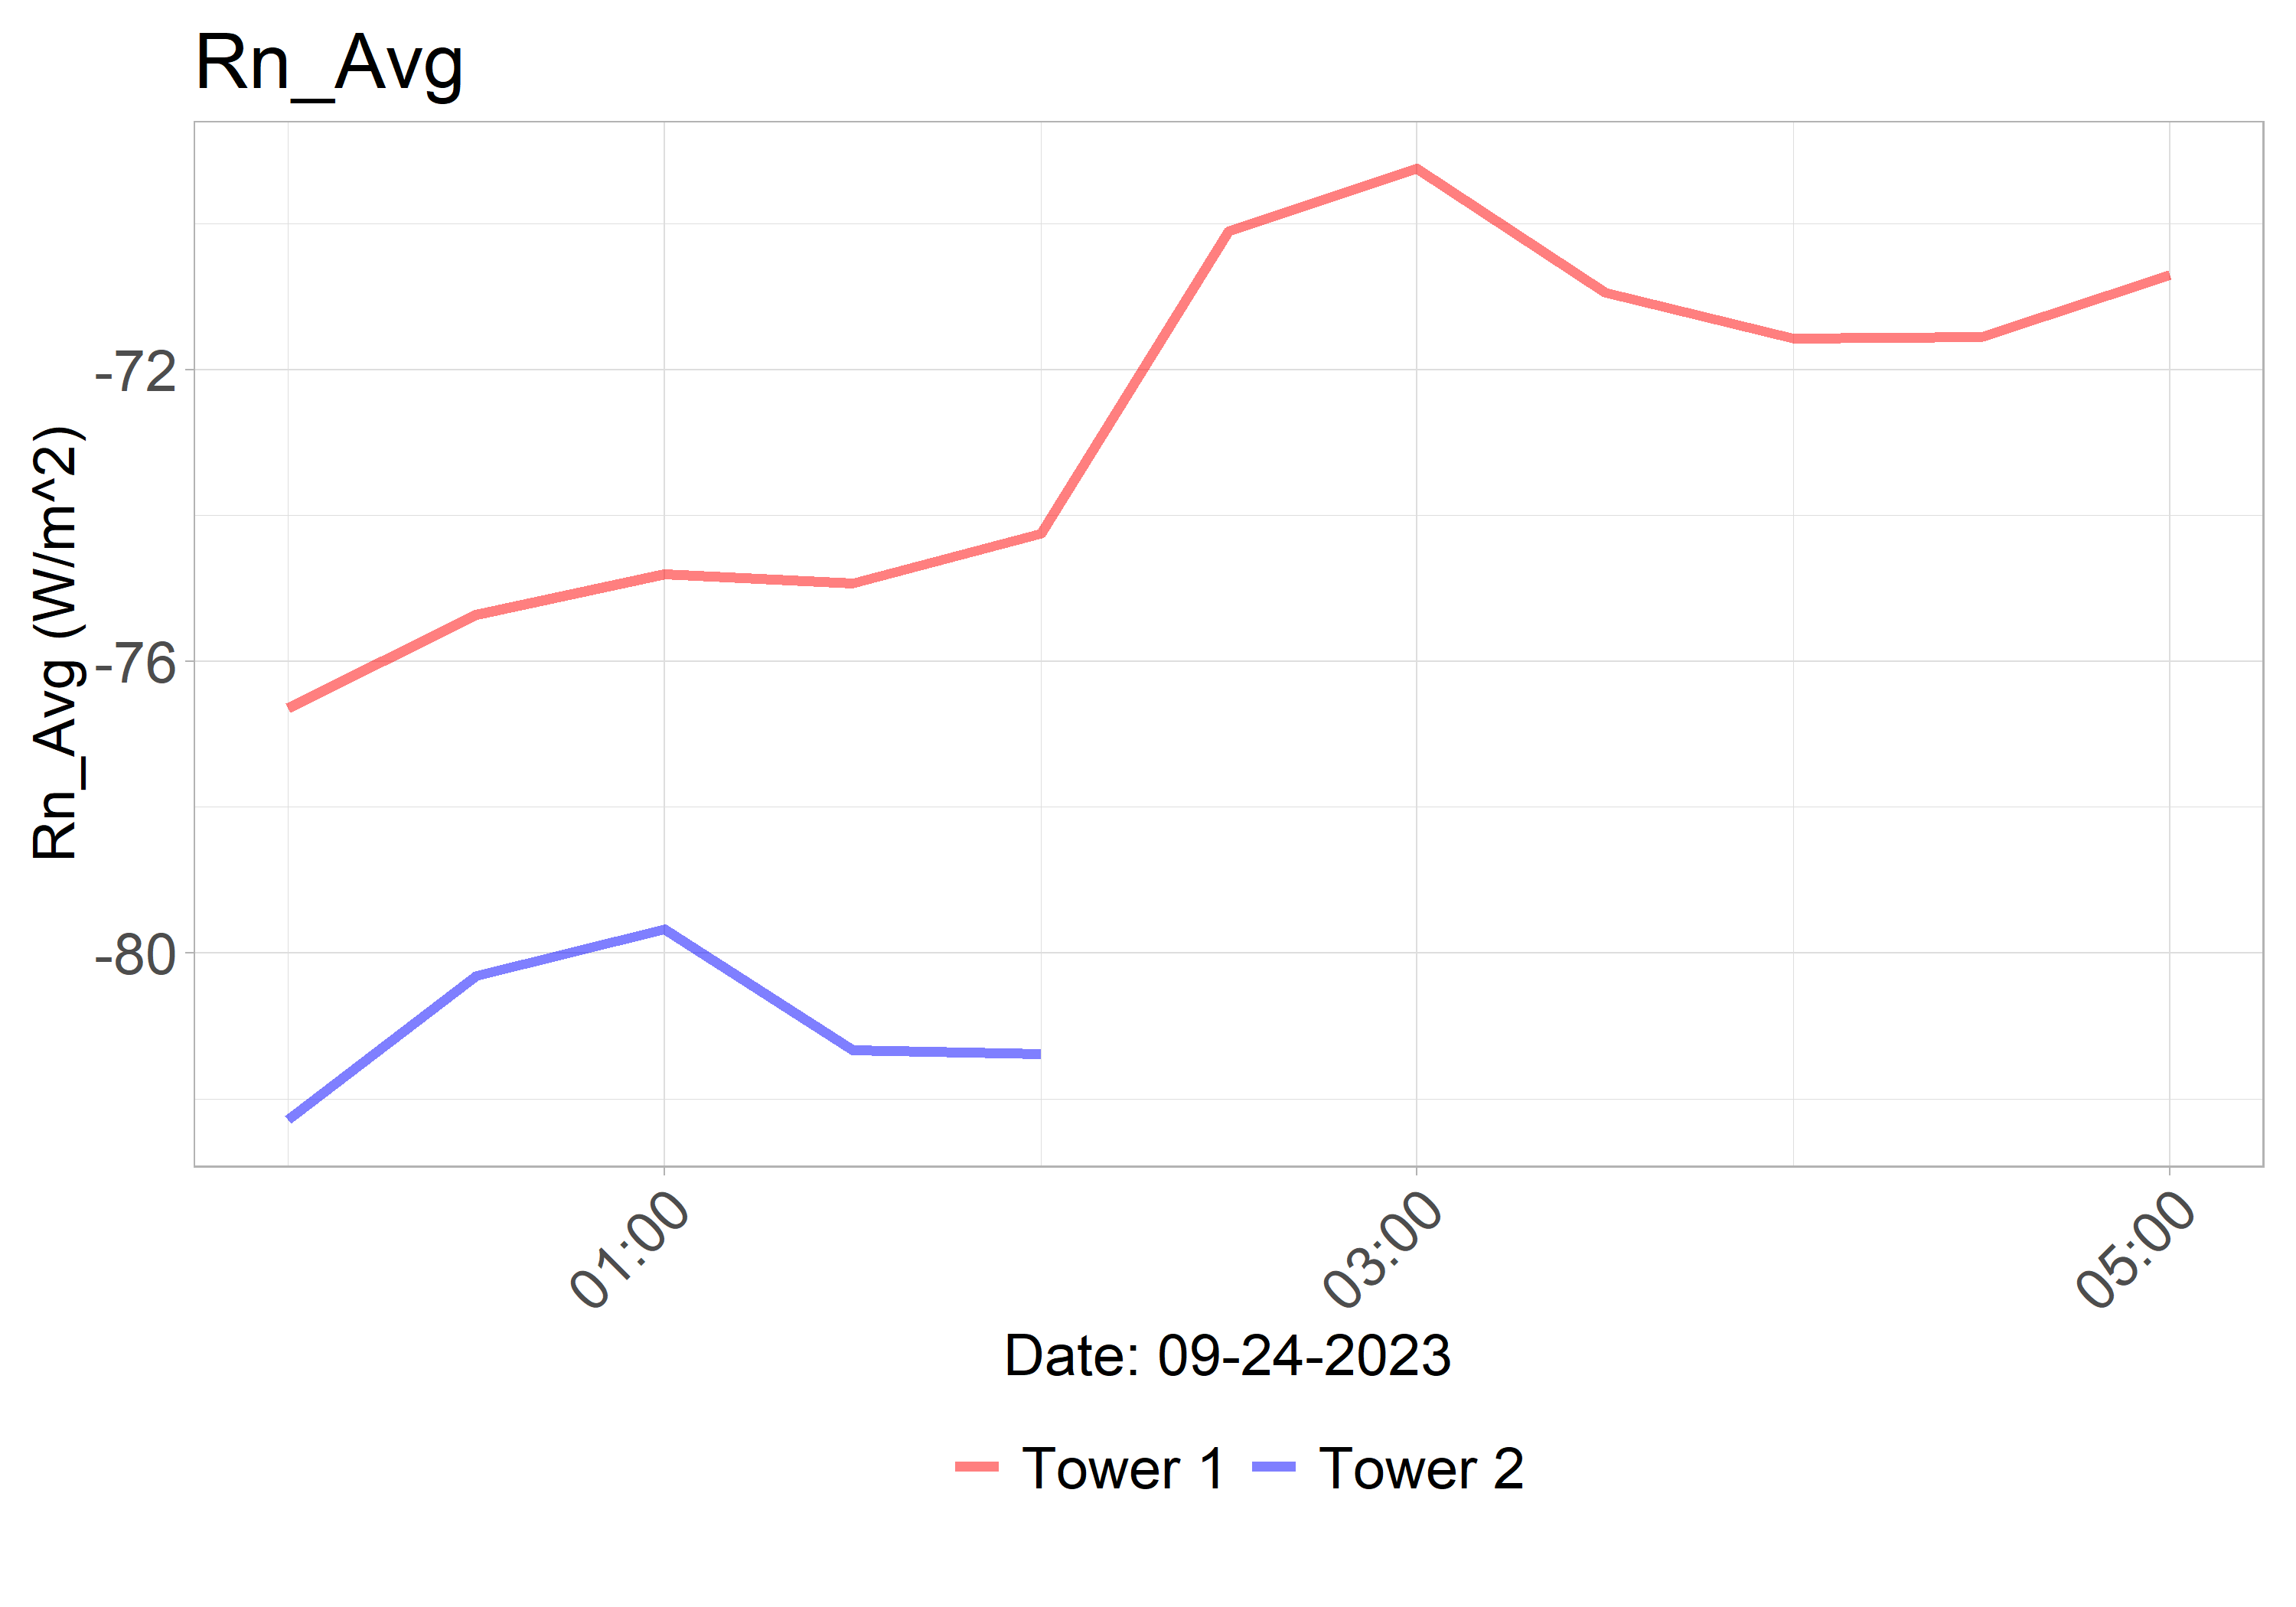 Rn_Avg
Rn_Avg (W/m^2)
-72
-76
-80
01:00
03:00
05:00
Date: 09-24-2023
Tower 1 Tower 2